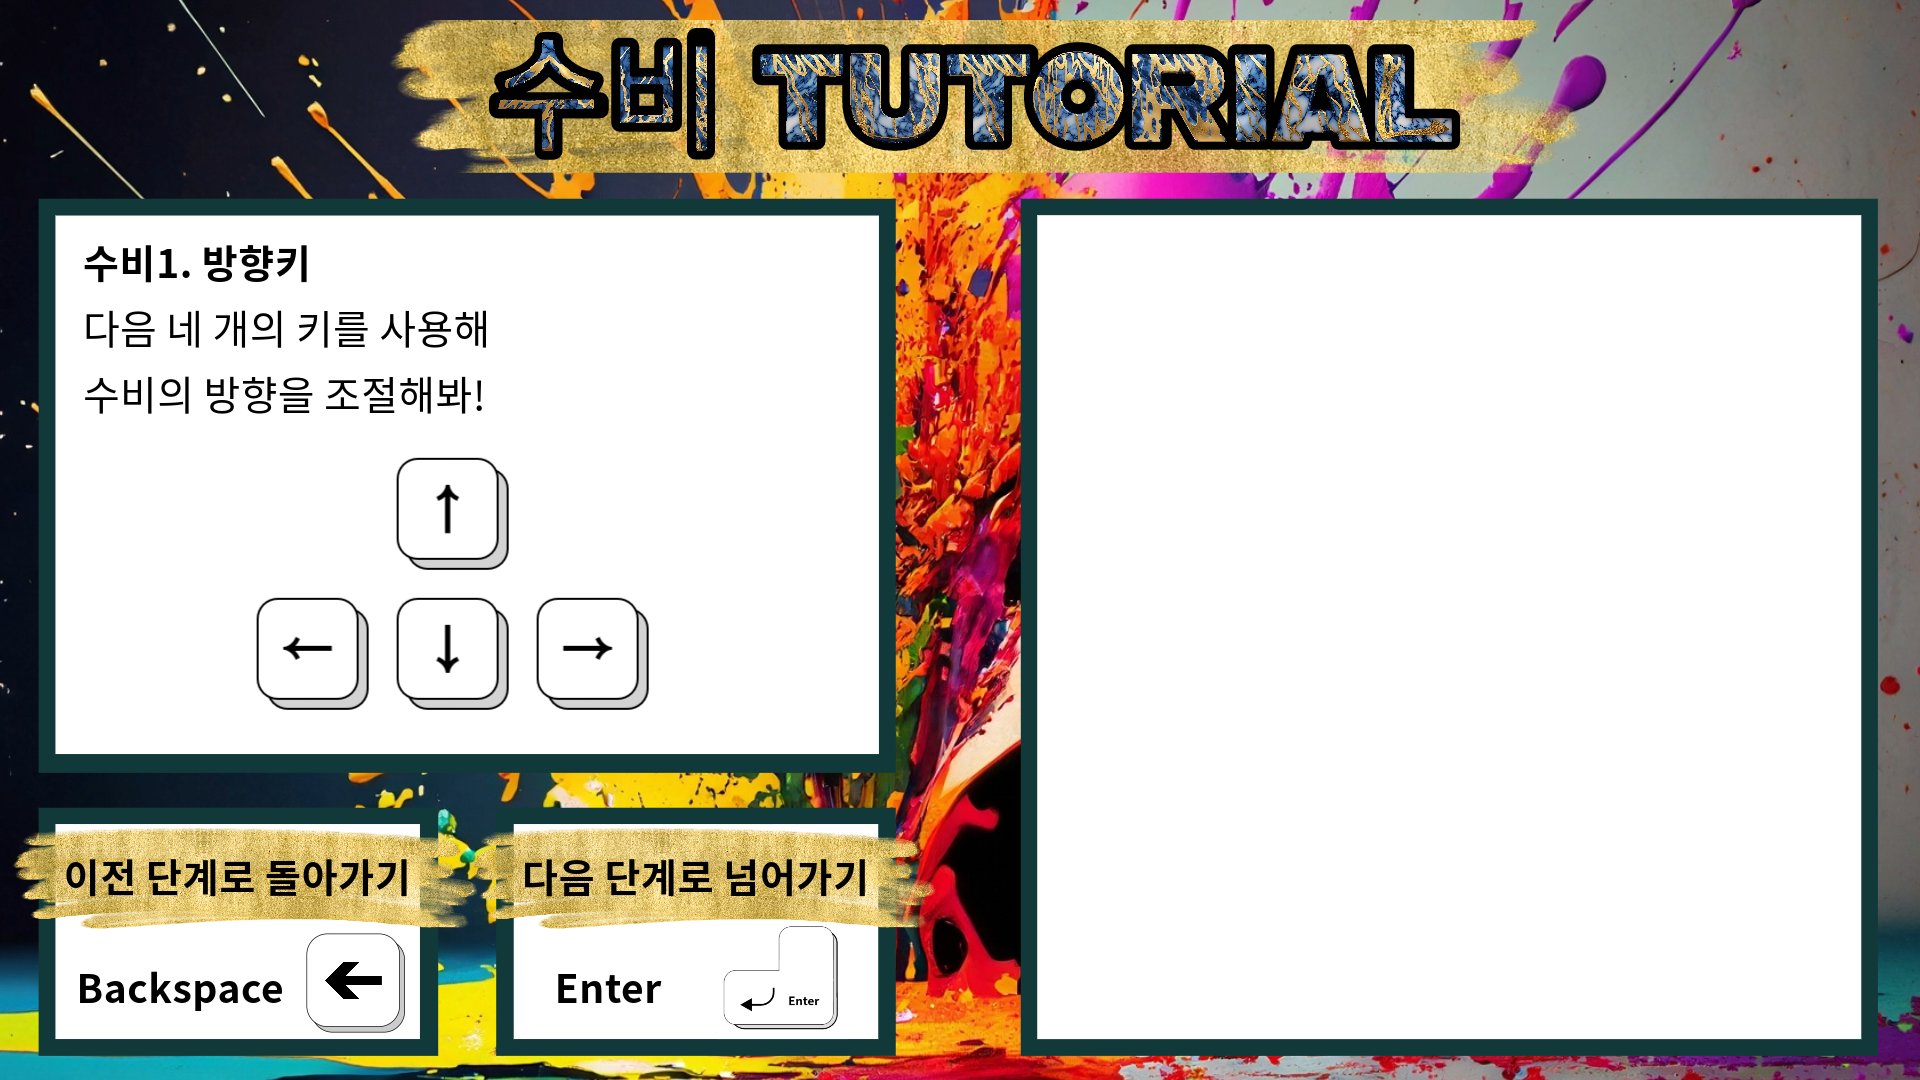 수비 TUTORIAL
수비1. 방향키
다음 네 개의 키를 사용해
수비의 방향을 조절해봐!
↑
← ↓ →
이전 단계로 돌아가기
Backspace ←
다음 단계로 넘어가기
Enter Enter